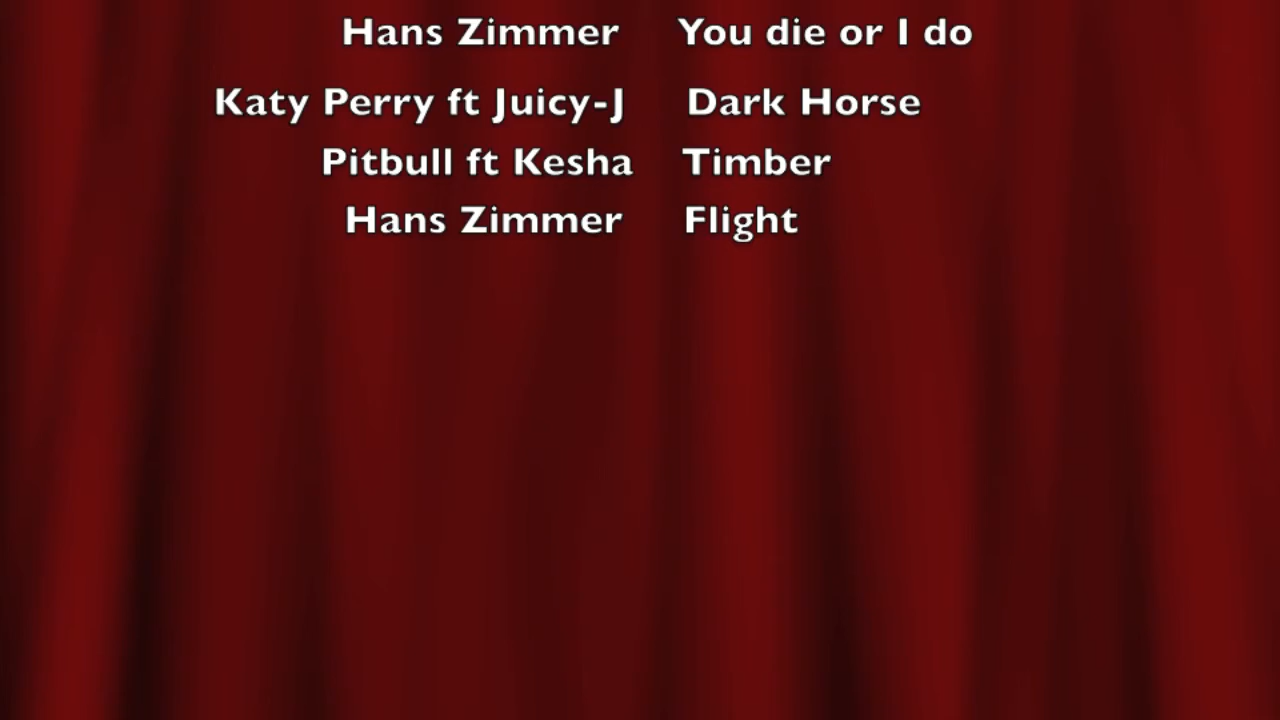 Hans Zimmer You die or I do
Katy Perry ft Juicy-J Dark Horse
Pitbull ft Kesha Timber
Hans Zimmer Flight